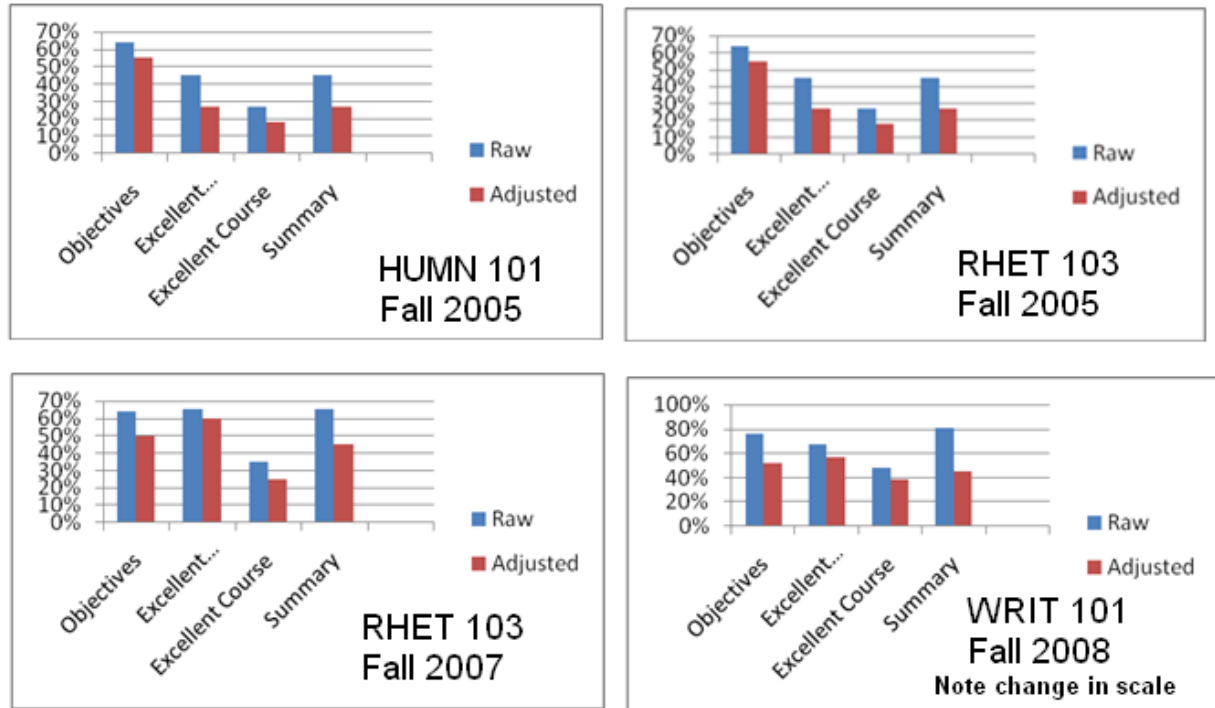 70%
60%
50%
40%
30%
20%
10%
0%
Objectives
Excellent...
Excellent Course
Summary
Raw
Adjusted
HUMN 101
Fall 2005
70%
60%
50%
40%
30%
20%
10%
0%
Objectives
Excellent...
Excellent Course
Summary
Raw
Adjusted
RHET 103
Fall 2005
70%
60%
50%
40%
30%
20%
10%
0%
Objectives
Excellent...
Excellent Course
Summary
Raw
Adjusted
RHET 103
Fall 2007
100%
80%
60%
40%
20%
0%
Objectives
Excellent...
Excellent Course
Summary
Raw
Adjusted
WRIT 101
Fall 2008
Note change in scale